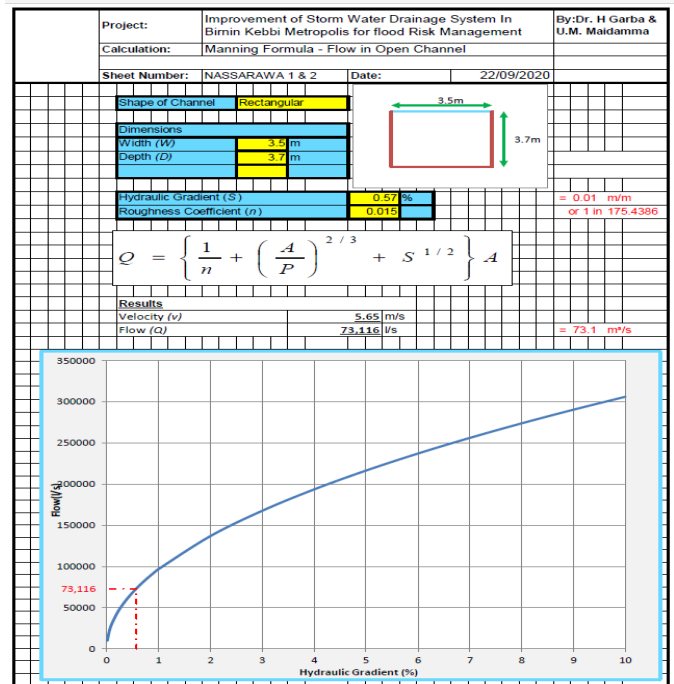 Project:
Improvement of Storm Water Drainage System In
Birnin Kebbi Metropolis for flood Risk Management
By:Dr. H Garba &
U.M. Maidamma
Calculation:
Manning Formula - Flow in Open Channel
Sheet Number:
NASSARAWA 1 & 2
Date:
22/09/2020
Shape of Channel
Rectangular
3.5m
3.7m
Dimensions
Width (W)
3.5 m
Depth (D)
3.7 m
Hydraulic Gradient (S)
0.57 %
= 0.01 m/m
Roughness Coefficient (n)
0.015
or 1 in 175.4386
Q = { 1/n + ( A/P ) 2 / 3 + S 1 / 2 } A
Results
Velocity (v)
5.65 m/s
Flow (Q)
73,116 l/s
= 73.1 m³/s
350000
300000
250000
200000
150000
100000
73,116
50000
0
Flow(l/s)
0 1 2 3 4 5 6 7 8 9 10
Hydraulic Gradient (%)